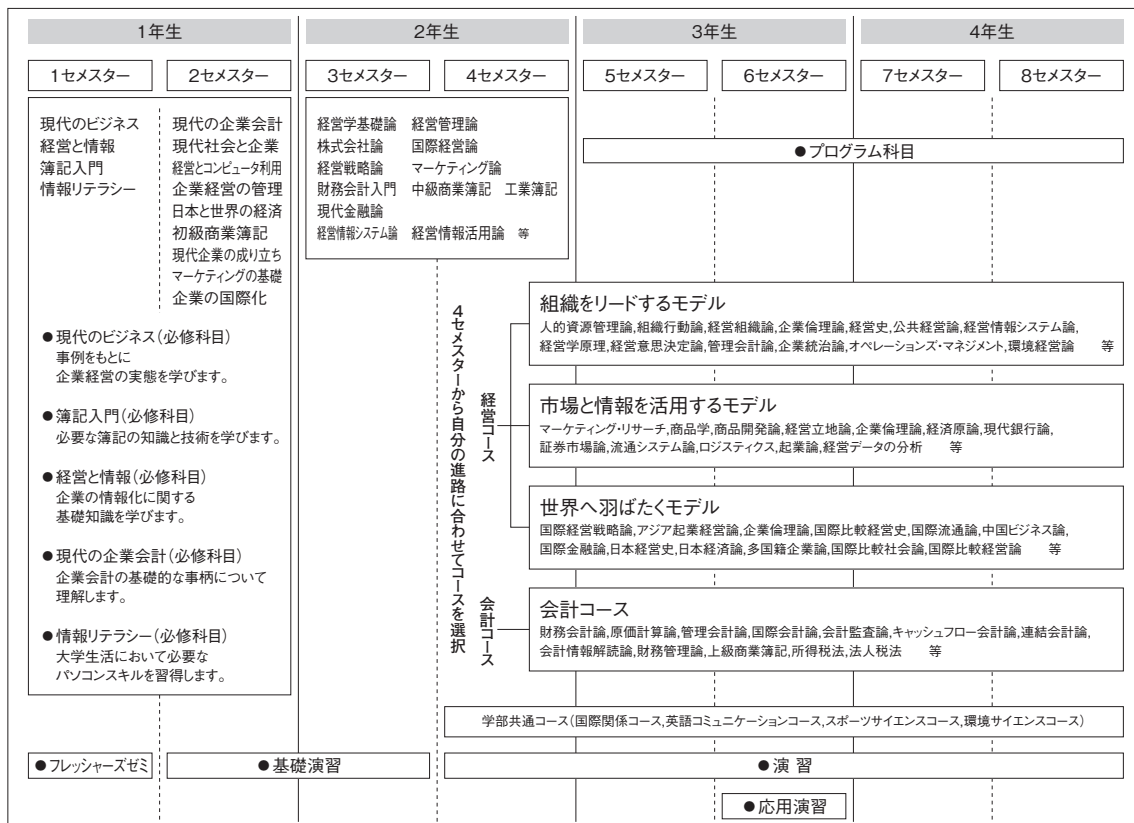 1年生
2年生
3年生
4年生
1セメスター
2セメスター
3セメスター
4セメスター
5セメスター
6セメスター
7セメスター
8セメスター
現代のビジネス
経営と情報
簿記入門
情報リテラシー
現代の企業会計
現代社会と企業
経営とコンピュータ利用
企業経営の管理
日本と世界の経済
初級商業簿記
現代企業の成り立ち
マーケティングの基礎
企業の国際化
●現代のビジネス(必修科目)
事例をもとに
企業経営の実態を学びます。
●簿記入門(必修科目)
必要な簿記の知識と技術を学びます。
●経営と情報(必修科目)
企業の情報化に関する
基礎知識を学びます。
●現代の企業会計(必修科目)
企業会計の基礎的な事柄について
理解します。
●情報リテラシー(必修科目)
大学生活において必要な
パソコンスキルを習得します。
経営学基礎論 経営管理論
株式会社論 国際経営論
経営戦略論 マーケティング論
財務会計入門 中級商業簿記 工業簿記
現代金融論
経営情報システム論 経営情報活用論 等
●プログラム科目
4セメスターから自分の進路に合わせてコースを選択
経営コース
組織をリードするモデル
人的資源管理論,組織行動論,経営組織論,企業倫理論,経営史,公共経営論,経営情報システム論,
経営学原理,経営意思決定論,管理会計論,企業統治論,オペレーションズ・マネジメント,環境経営論 等
市場と情報を活用するモデル
マーケティング・リサーチ,商品学,商品開発論,経営立地論,企業倫理論,経済原論,現代銀行論,
証券市場論,流通システム論,ロジスティクス,起業論,経営データの分析 等
世界へ羽ばたくモデル
国際経営戦略論,アジア起業経営論,企業倫理論,国際比較経営史,国際流通論,中国ビジネス論,
国際金融論,日本経営史,日本経済論,多国籍企業論,国際比較社会論,国際比較経営論 等
会計コース
会計コース
財務会計論,原価計算論,管理会計論,国際会計論,会計監査論,キャッシュフロー会計論,連結会計論,
会計情報解読論,財務管理論,上級商業簿記,所得税法,法人税法 等
学部共通コース(国際関係コース,英語コミュニケーションコース,スポーツサイエンスコース,環境サイエンスコース)
●フレッシャーズゼミ
●基礎演習
●演 習
●応用演習